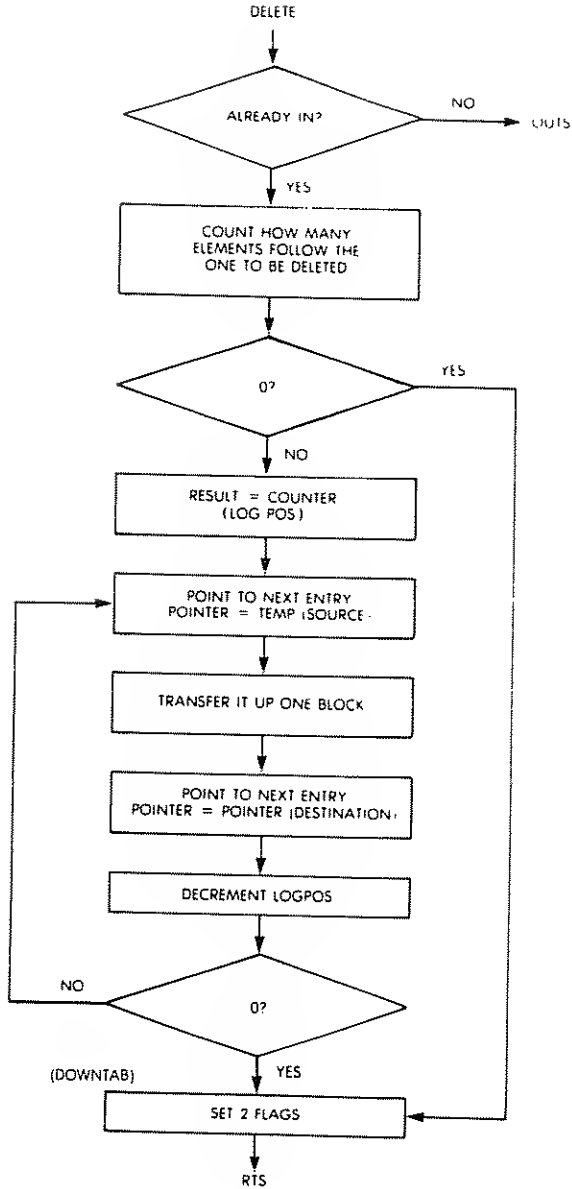 DELETE
ALREADY IN?
NO
OUTS
YES
COUNT HOW MANY
ELEMENTS FOLLOW THE
ONE TO BE DELETED
0?
YES
NO
RESULT = COUNTER
(LOG POS)
POINT TO NEXT ENTRY
POINTER = TEMP (SOURCE)
TRANSFER IT UP ONE BLOCK
POINT TO NEXT ENTRY
POINTER = POINTER (DESTINATION)
DECREMENT LOGPOS
NO
0?
YES
(DOWNTAB)
SET 2 FLAGS
RTS